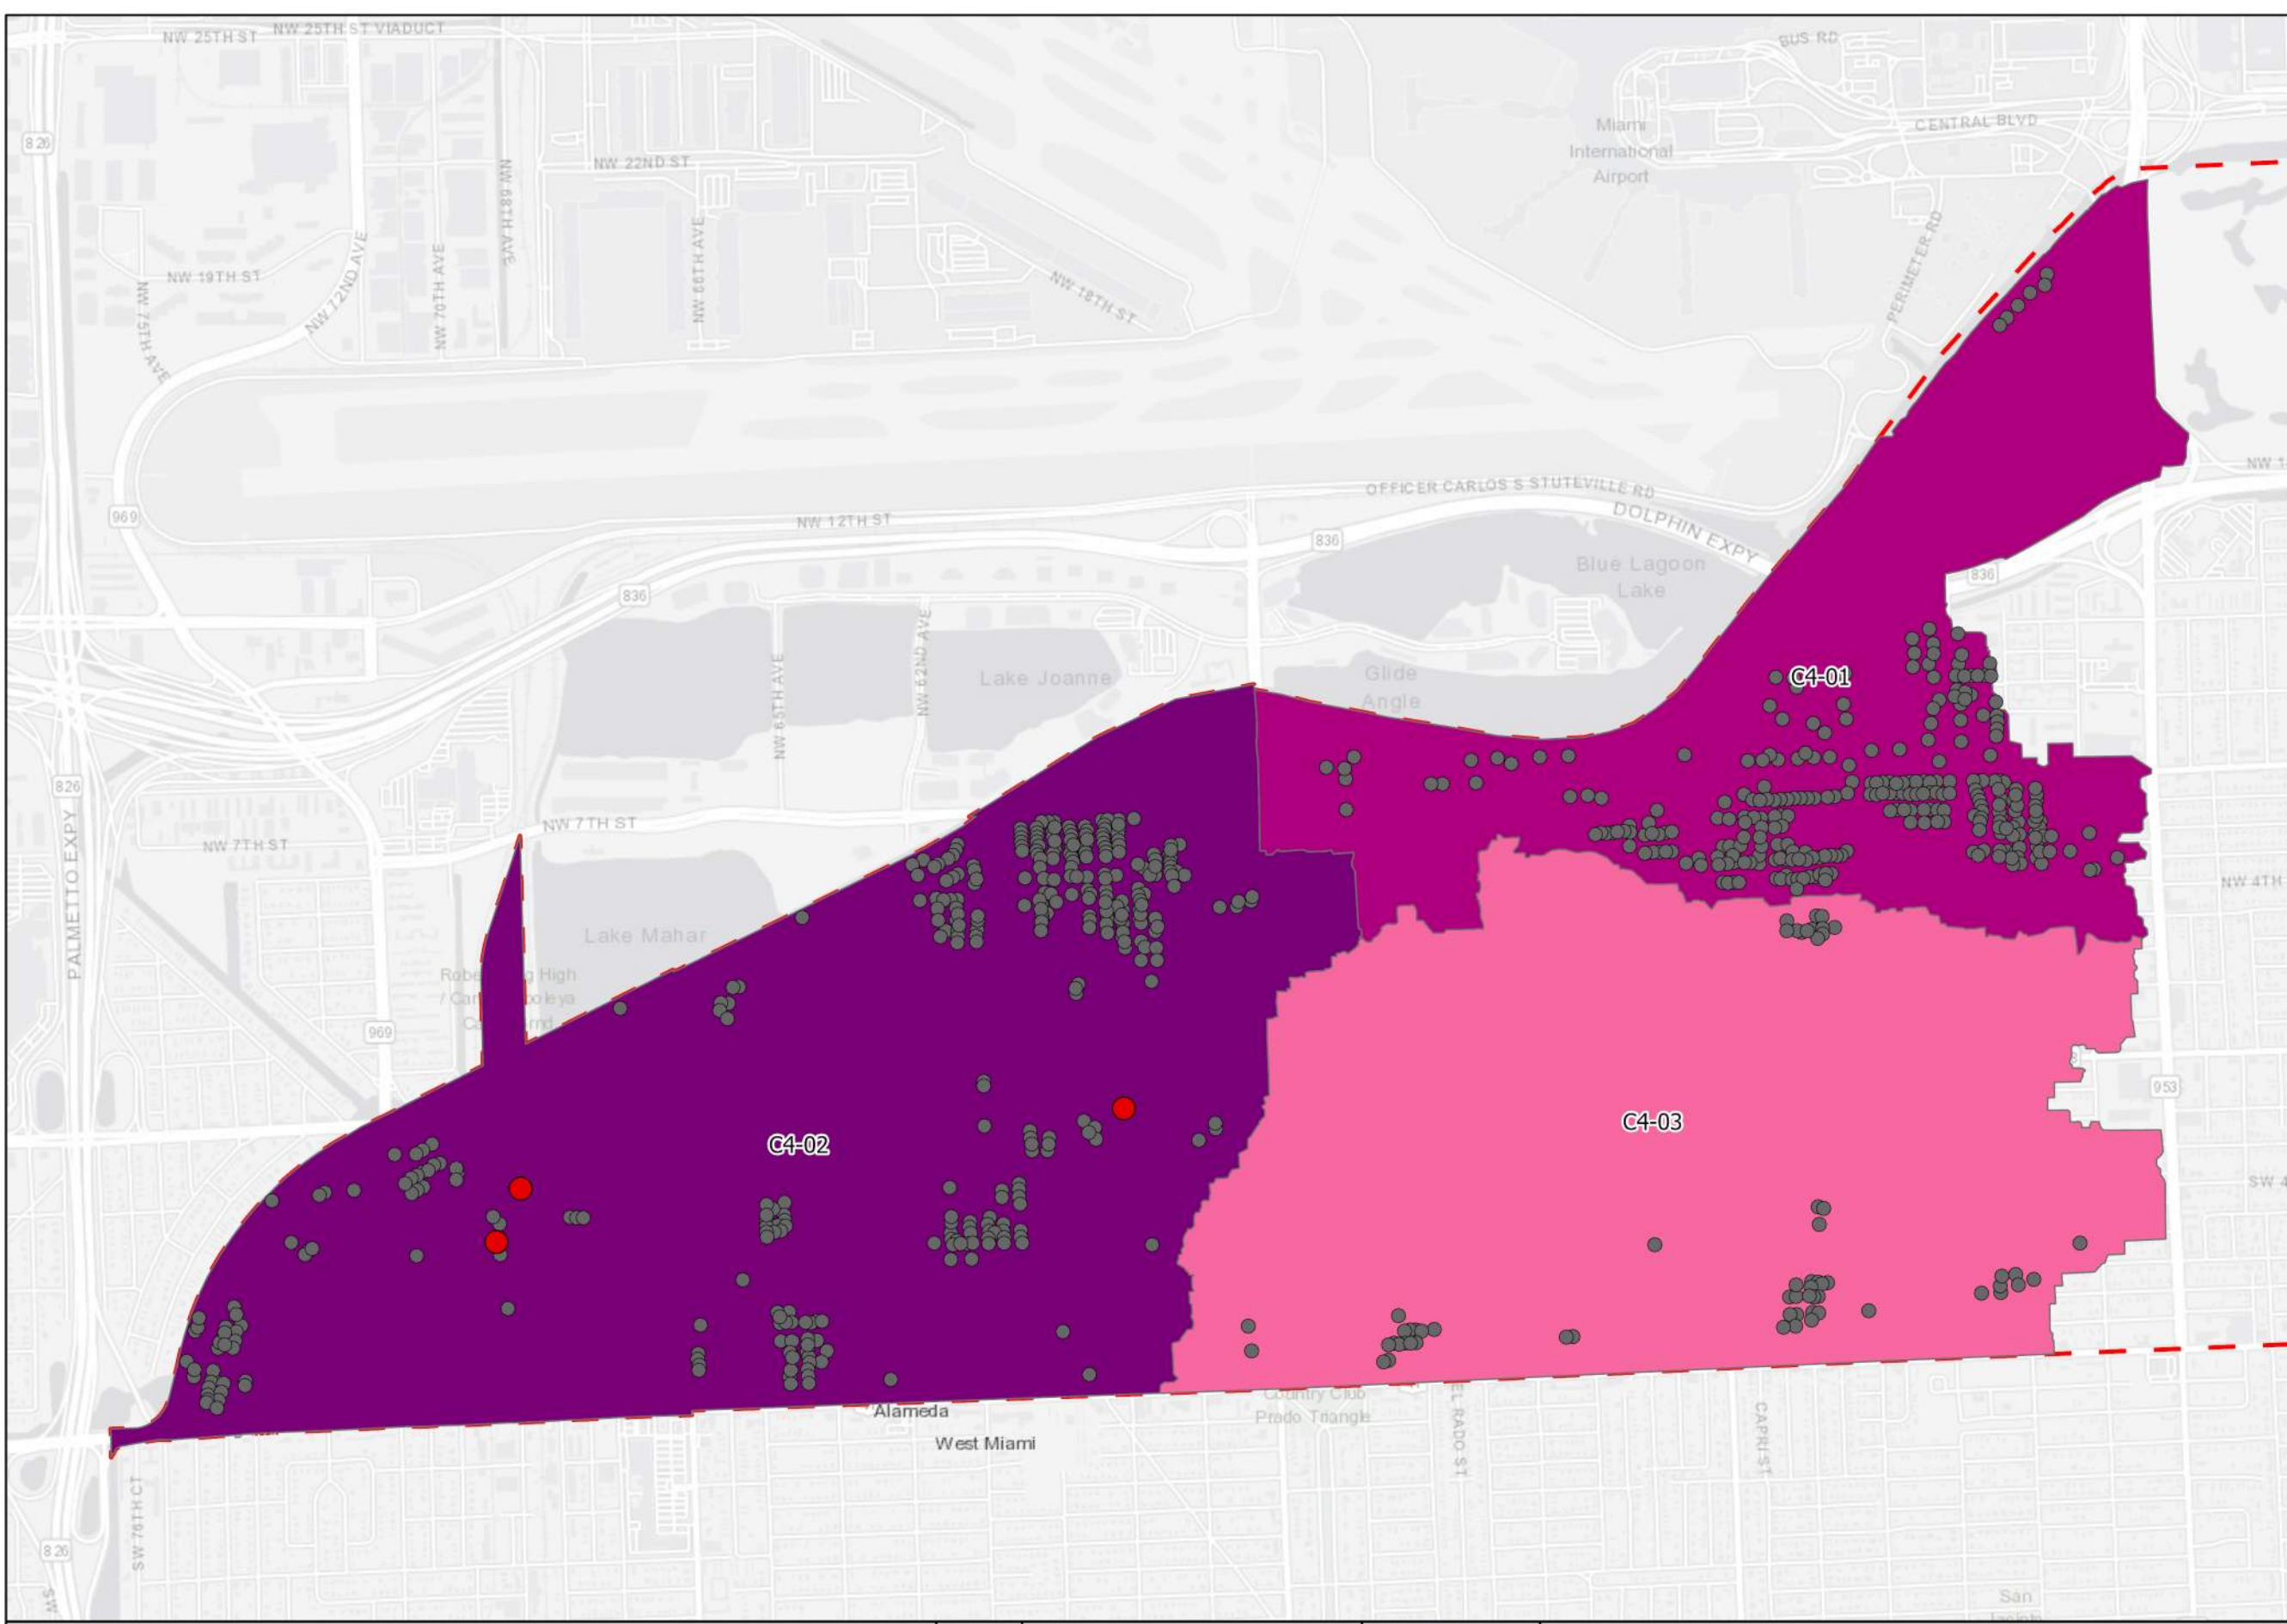 NW 25TH ST
NW 25TH ST VIADUCT
BUS RD
826
Miami
International
Airport
CENTRAL BLVD
NW 22ND ST
NW 68TH AVE
NW 66TH AVE
NW 70TH AVE
NW 72ND AVE
NW 19TH ST
NW 75TH AVE
NW 18TH ST
PERIMETER RD
969
NW 12TH ST
OFFICER CARLOS S STUTEVILLE RD
DOLPHIN EXPY
836
Blue Lagoon
Lake
836
836
NW 1
NW 65TH AVE
NW 62ND AVE
Lake Joanne
Glide
Angle
C4-01
826
PALMETTO EXPY
NW 7TH ST
NW 7TH ST
NW 4TH
Lake Mahar
Robe g High
969
953
C4-02
C4-03
SW 4
Alameda
West Miami
Country Club
Prado Triangle
EL RADO ST
CAPRI ST
SW 76TH CT
826
SW
San